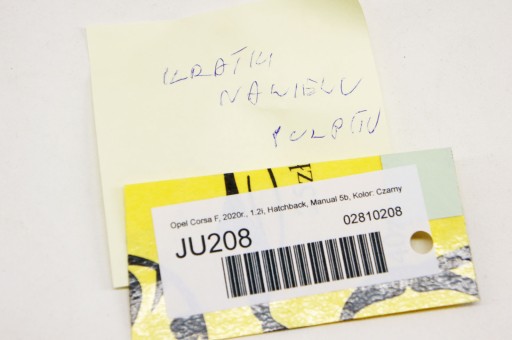 KRATKI
NAWIEWU
PULPITU
Opel Corsa F, 2020r., 1.2i, Hatchback, Manual 5b, Kolor: Czarny
02810208
JU208